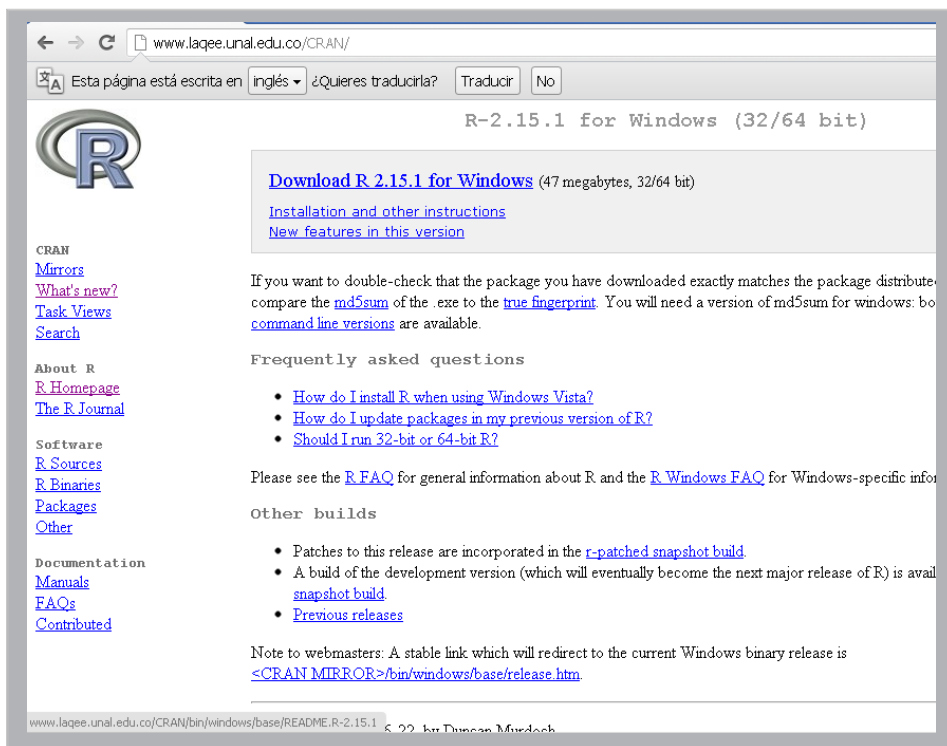 www.laqee.unal.edu.co/CRAN/
Esta página está escrita en inglés ¿Quieres traducirla? Traducir No
R
R-2.15.1 for Windows (32/64 bit)
Download R 2.15.1 for Windows (47 megabytes, 32/64 bit)
Installation and other instructions
New features in this version
CRAN
Mirrors
What's new?
Task Views
Search
About R
R Homepage
The R Journal
Software
R Sources
R Binaries
Packages
Other
Documentation
Manuals
FAQs
Contributed
If you want to double-check that the package you have downloaded exactly matches the package distribute
compare the md5sum of the .exe to the true fingerprint. You will need a version of md5sum for windows: bo
command line versions are available.
Frequently asked questions
• How do I install R when using Windows Vista?
• How do I update packages in my previous version of R?
• Should I run 32-bit or 64-bit R?
Please see the R FAQ for general information about R and the R Windows FAQ for Windows-specific infor
Other builds
• Patches to this release are incorporated in the r-patched snapshot build.
• A build of the development version (which will eventually become the next major release of R) is avail
snapshot build.
• Previous releases
Note to webmasters: A stable link which will redirect to the current Windows binary release is
<CRAN MIRROR>/bin/windows/base/release.htm.
www.laqee.unal.edu.co/CRAN/bin/windows/base/README.R-2.15.1
22, by Duncan Murdoch